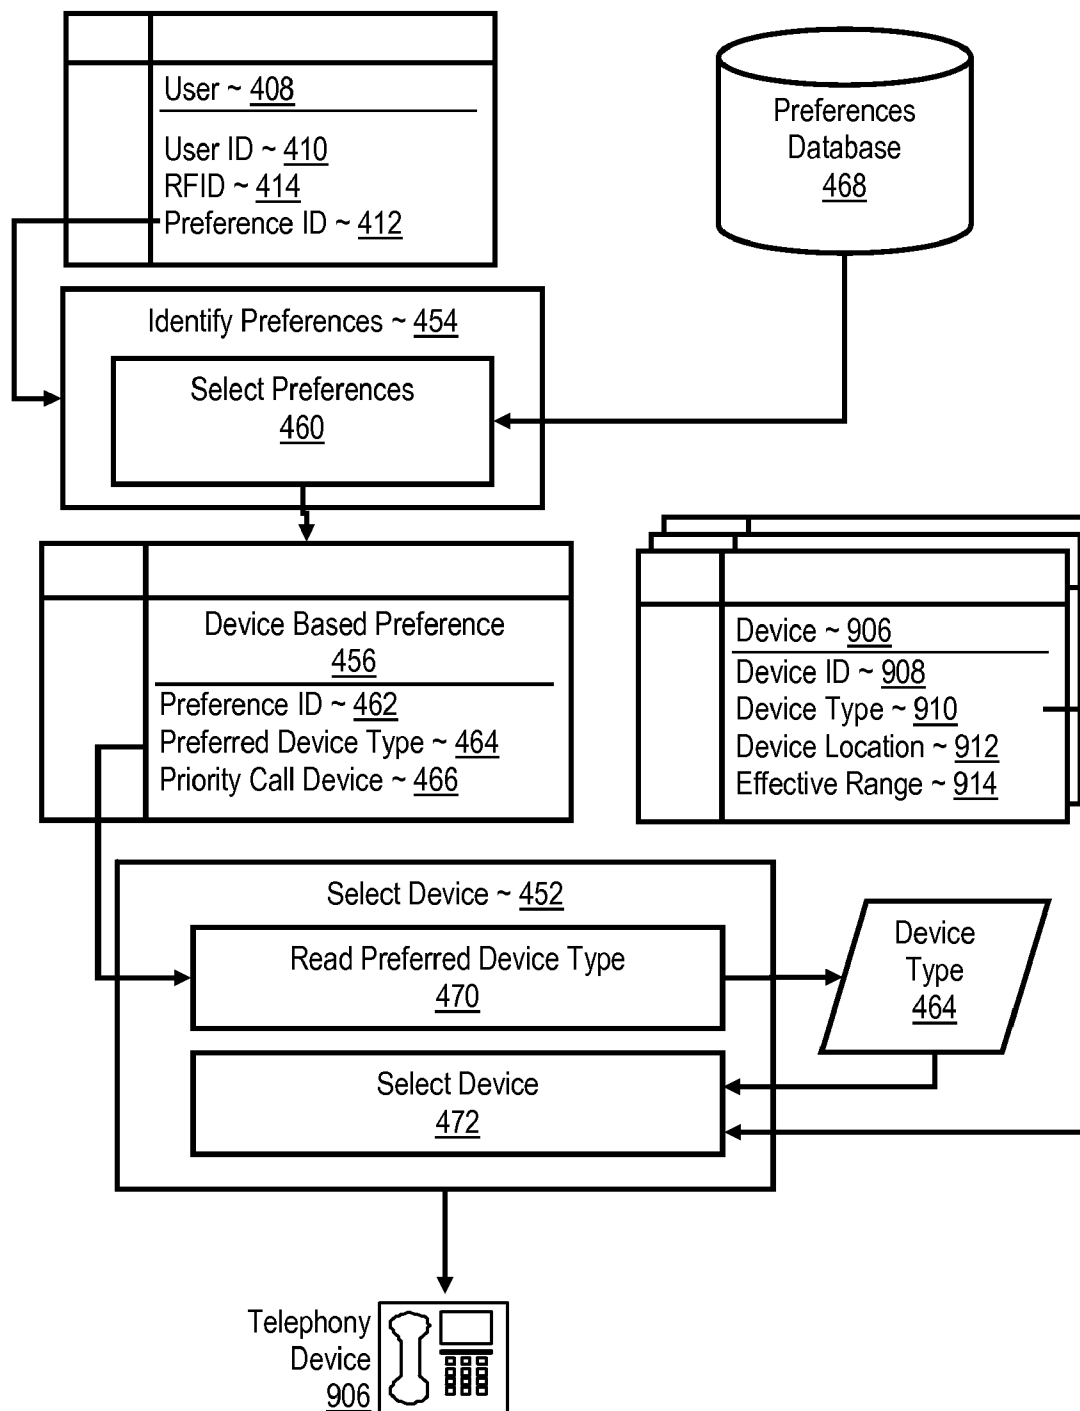 User ~ 408
User ID ~ 410
RFID ~ 414
Preference ID ~ 412
Preferences
Database
468
Identify Preferences ~ 454
Select Preferences
460
Device Based Preference
456
Preference ID ~ 462
Preferred Device Type ~ 464
Priority Call Device ~ 466
Device ~ 906
Device ID ~ 908
Device Type ~ 910
Device Location ~ 912
Effective Range ~ 914
Select Device ~ 452
Read Preferred Device Type
470
Device
Type
464
Select Device
472
Telephony
Device
906